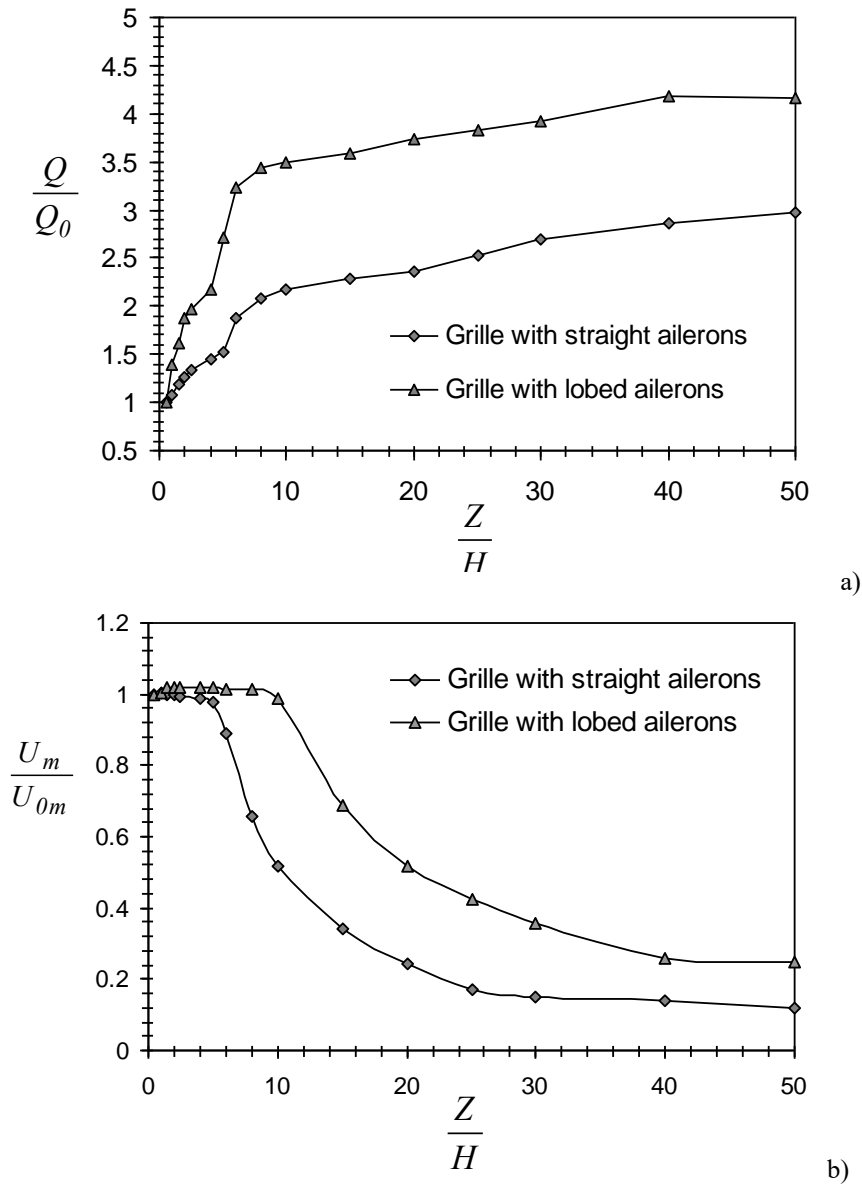 5
4.5
4
3.5
3
2.5
2
1.5
1
0.5
Q
Q0
Grille with straight ailerons
Grille with lobed ailerons
0 10 20 30 40 50
Z
H
a)
1.2
1
0.8
0.6
0.4
0.2
0
Um
U0m
Grille with straight ailerons
Grille with lobed ailerons
0 10 20 30 40 50
Z
H
b)